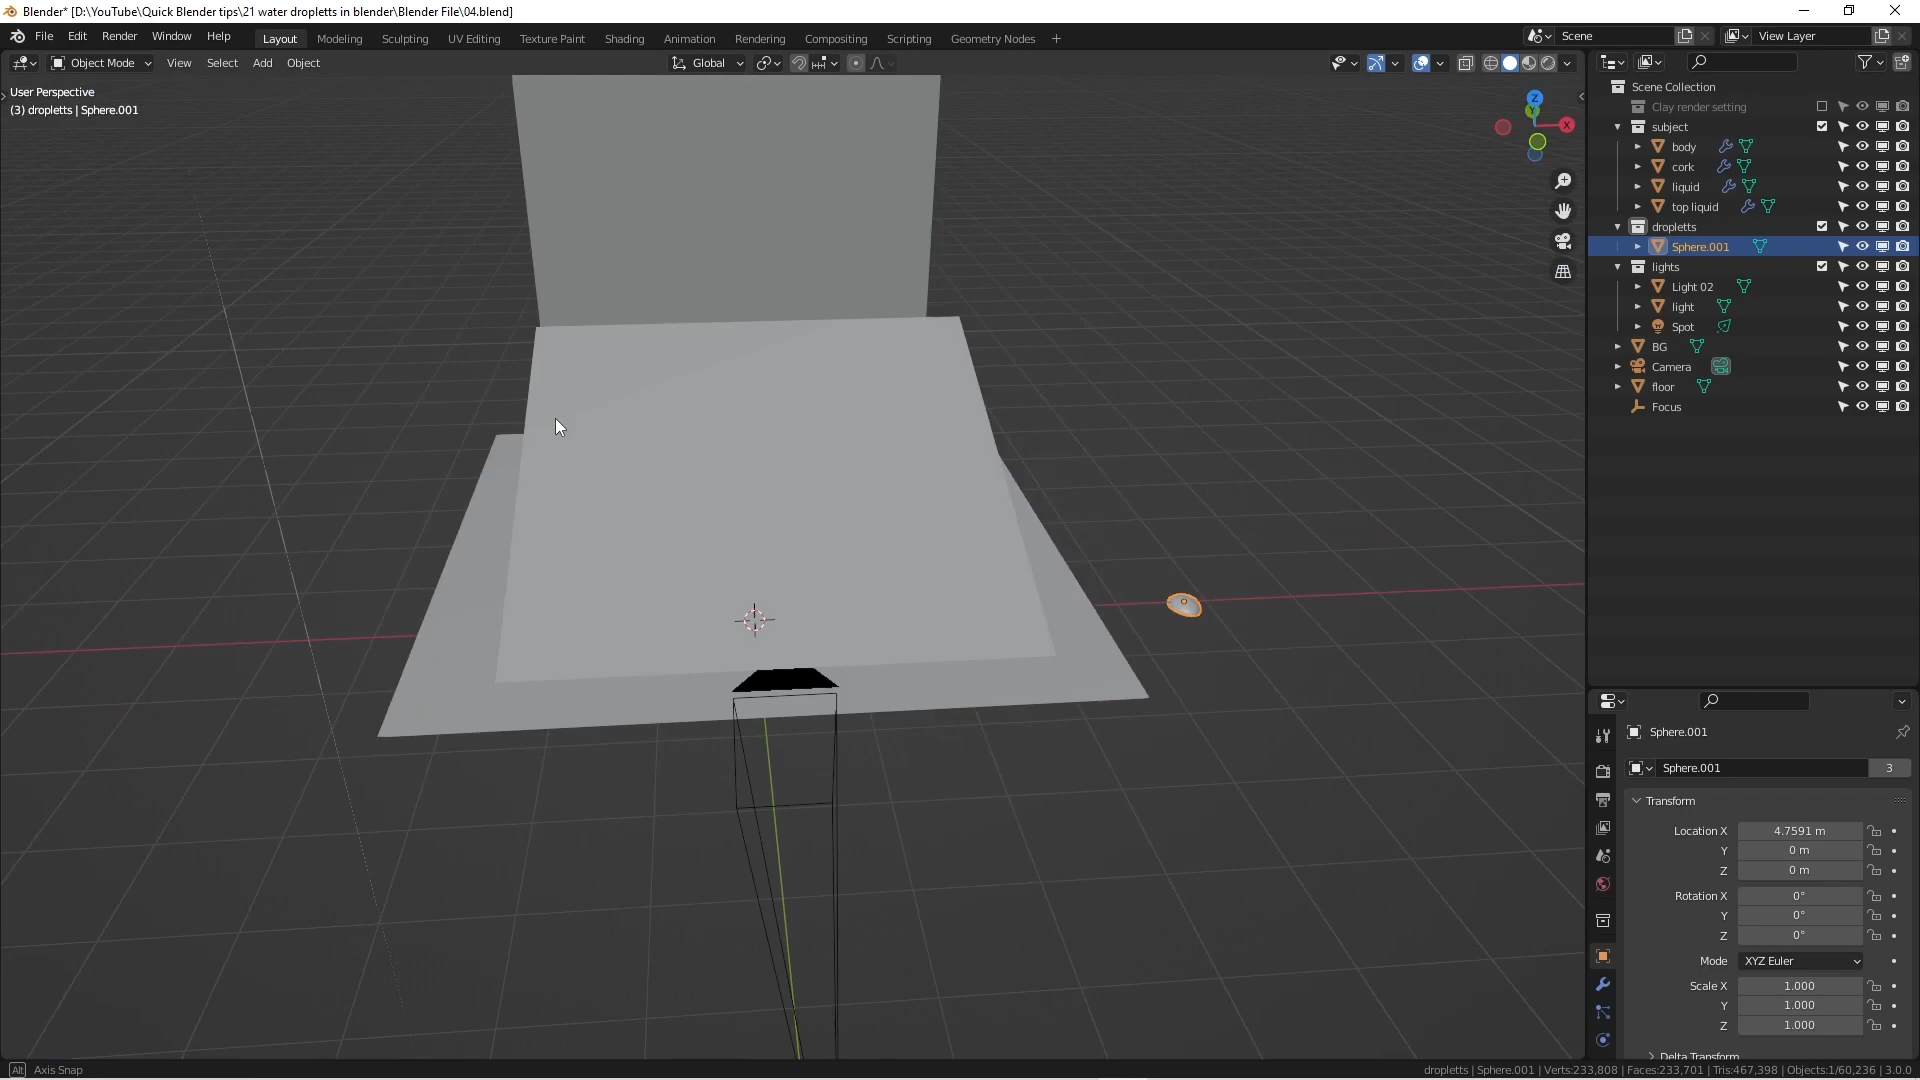 Blender* [D:\YouTube\Quick Blender tips\21 water dropletts in blender\Blender File\04.blend]
File Edit Render Window Help Layout Modeling Sculpting UV Editing Texture Paint Shading Animation Rendering Compositing Scripting Geometry Nodes + Scene View Layer
Object Mode View Select Add Object Global
User Perspective
(3) dropletts | Sphere.001
Z
X
Scene Collection
Clay render setting
subject
body
cork
liquid
top liquid
dropletts
Sphere.001
lights
Light 02
light
Spot
BG
Camera
floor
Focus
Sphere.001
Sphere.001 3
Transform
Location X 4.7591 m
Y 0 m
Z 0 m
Rotation X 0°
Y 0°
Z 0°
Mode XYZ Euler
Scale X 1.000
Y 1.000
Z 1.000
Delta Transform
Alt Axis Snap
dropletts | Sphere.001 | Verts:233,808 | Faces:233,701 | Tris:467,398 | Objects:1/60,236 | 3.0.0